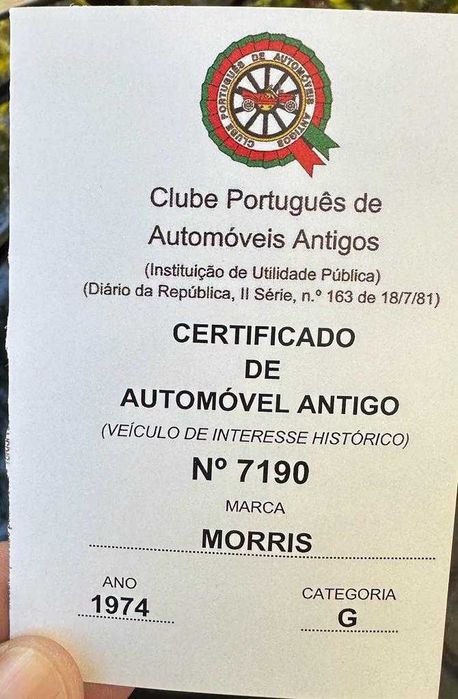 CLUBE PORTUGUÊS DE AUTOMÓVEIS ANTIGOS
Clube Português de
Automóveis Antigos
(Instituição de Utilidade Pública)
(Diário da República, II Série, n.º 163 de 18/7/81)
CERTIFICADO
DE
AUTOMÓVEL ANTIGO
(VEÍCULO DE INTERESSE HISTÓRICO)
Nº 7190
MARCA
MORRIS
ANO
1974
CATEGORIA
G